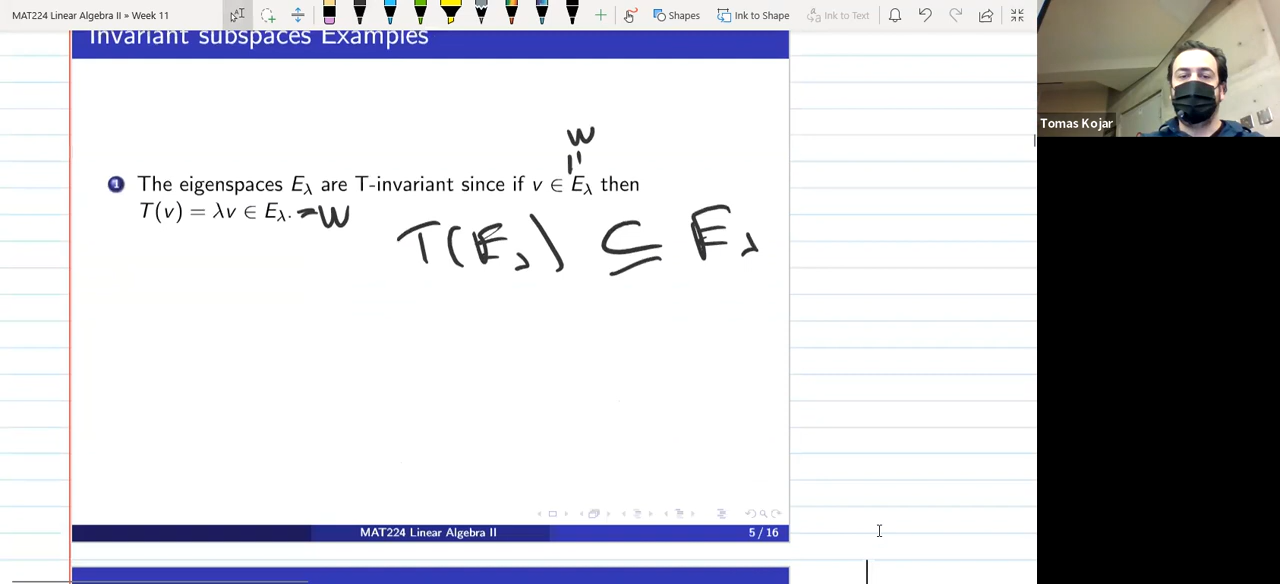 MAT224 Linear Algebra II » Week 11
Shapes
Ink to Shape
Ink to Text
Invariant subspaces Examples
Tomas Kojar
W
=
1 The eigenspaces Eλ are T-invariant since if v ∈ Eλ then
T(v) = λv ∈ Eλ. = W
T(Eλ) ⊆ Eλ
MAT224 Linear Algebra II
5 / 16